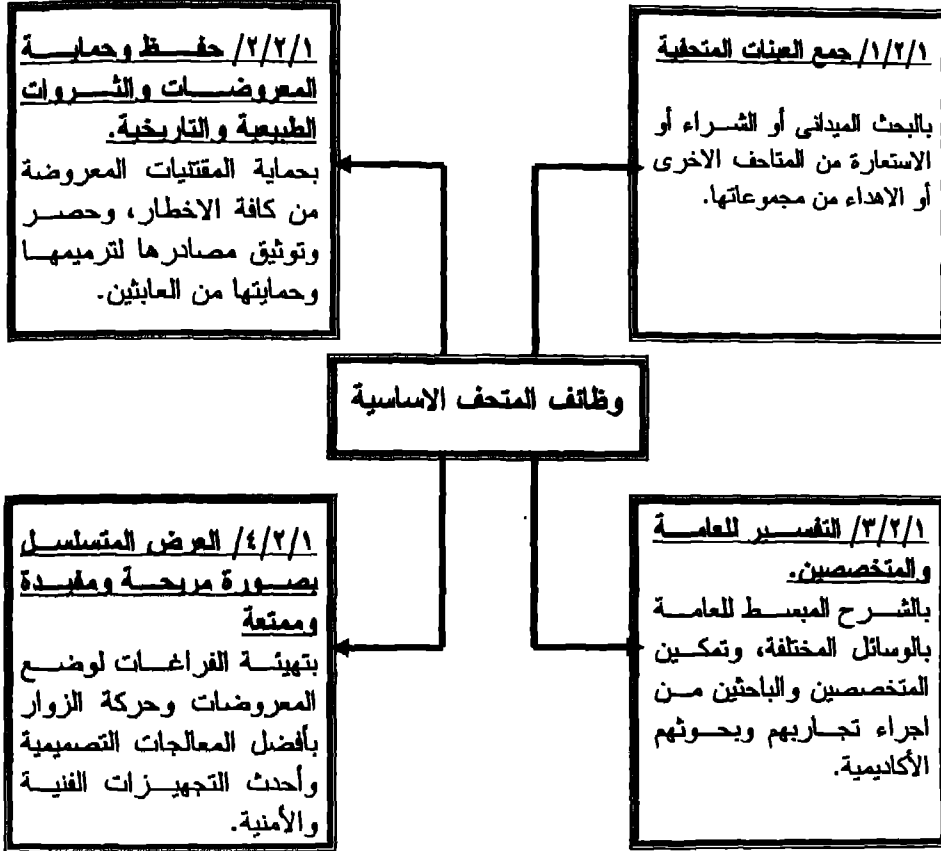 ١/٢/١/ جمع العينات المتحفية
بالبحث الميدانى أو الشراء أو
الاستعارة من المتاحف الاخرى
أو الاهداء من مجموعاتها.
٢/٢/١/ حفظ وحماية
المعروضات والثروات
الطبيعية والتاريخية.
بحماية المقتنيات المعروضة
من كافة الاخطار، وحصر
وتوثيق مصادرها لترميمها
وحمايتها من العابثين.
وظائف المتحف الاساسية
٣/٢/١/ التفسير للعامة
والمتخصصين.
بالشرح المبسط للعامة
بالوسائل المختلفة، وتمكين
المتخصصين والباحثين من
اجراء تجاربهم وبحوثهم
الأكاديمية.
٤/٢/١/ العرض المتسلسل
بصورة مريحة ومفيدة
وممتعة
بتهيئة الفراغات لوضع
المعروضات وحركة الزوار
بأفضل المعالجات التصميمية
وأحدث التجهيزات الفنية
والأمنية.